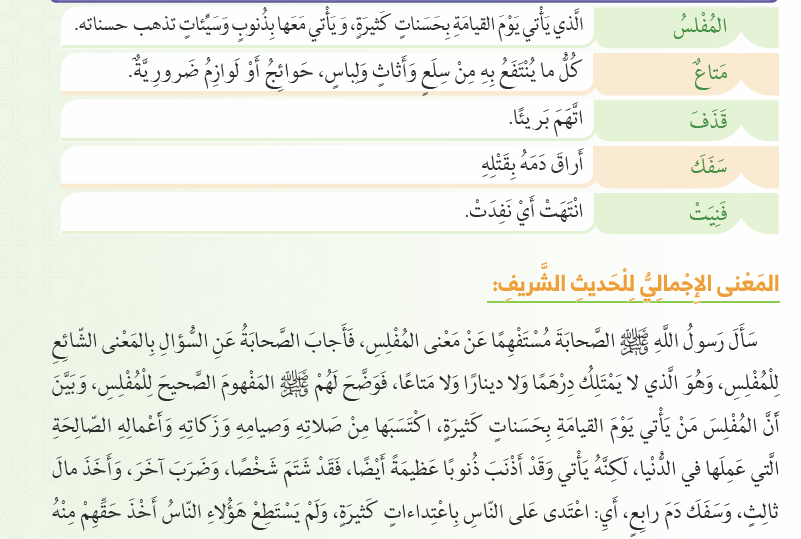 المُفْلسُ الَّذي يَأْتي يَوْمَ القيامَةِ بِحَسَناتٍ كَثيرَةٍ، وَ يَأْتي مَعَها بِذُنوبٍ وَسَيِّئاتٍ تذهب حسناته.
مَتاعٌ كُلُّ ما يُنْتَفَعُ بِهِ مِنْ سِلَعٍ وَأَثاثٍ وَلِباسٍ، حَوائِجُ أَوْ لَوازِمُ ضَرورِيَّةٌ.
قَذَفَ اتَّهَمَ بَريئًا.
سَفَكَ أَراقَ دَمَهُ بِقَتْلِهِ
فَنِيَتْ انْتَهَتْ أَيْ نَفِدَتْ.
المَعْنى الإِجْمالِيُّ لِلْحَديثِ الشَّريفِ:
سَأَلَ رَسولُ اللَّهِ ﷺ الصَّحابَةَ مُسْتَفْهِمًا عَنْ مَعْنى المُفْلِسِ، فَأَجابَ الصَّحابَةُ عَنِ السُّؤالِ بِالمَعْنى الشّائِعِ
لِلْمُفْلِسِ، وَهُوَ الَّذي لا يَمْتَلِكُ دِرْهَمًا وَلا دينارًا وَلا مَتاعًا، فَوَضَّحَ لَهُمْ ﷺ المَفْهومَ الصَّحيحَ لِلْمُفْلِسِ، وَبَيَّنَ
أَنَّ المُفْلِسَ مَنْ يَأْتي يَوْمَ القيامَةِ بِحَسَناتٍ كَثيرَةٍ، اكْتَسَبَها مِنْ صَلاتِهِ وَصيامِهِ وَزَكاتِهِ وَأَعْمالِهِ الصّالِحَةِ
الَّتي عَمِلَها في الدُّنْيا، لَكِنَّهُ يَأْتي وَقَدْ أَذْنَبَ ذُنوبًا عَظيمَةً أَيْضًا، فَقَدْ شَتَمَ شَخْصًا، وَضَرَبَ آخَرَ، وَأَخَذَ مالَ
ثالِثٍ، وَسَفَكَ دَمَ رابِعٍ، أَيِ: اعْتَدى عَلى النّاسِ بِاعْتِداءاتٍ كَثيرَةٍ، وَلَمْ يَسْتَطِعْ هَؤُلاءِ النّاسُ أَخْذَ حَقِّهِمْ مِنْهُ